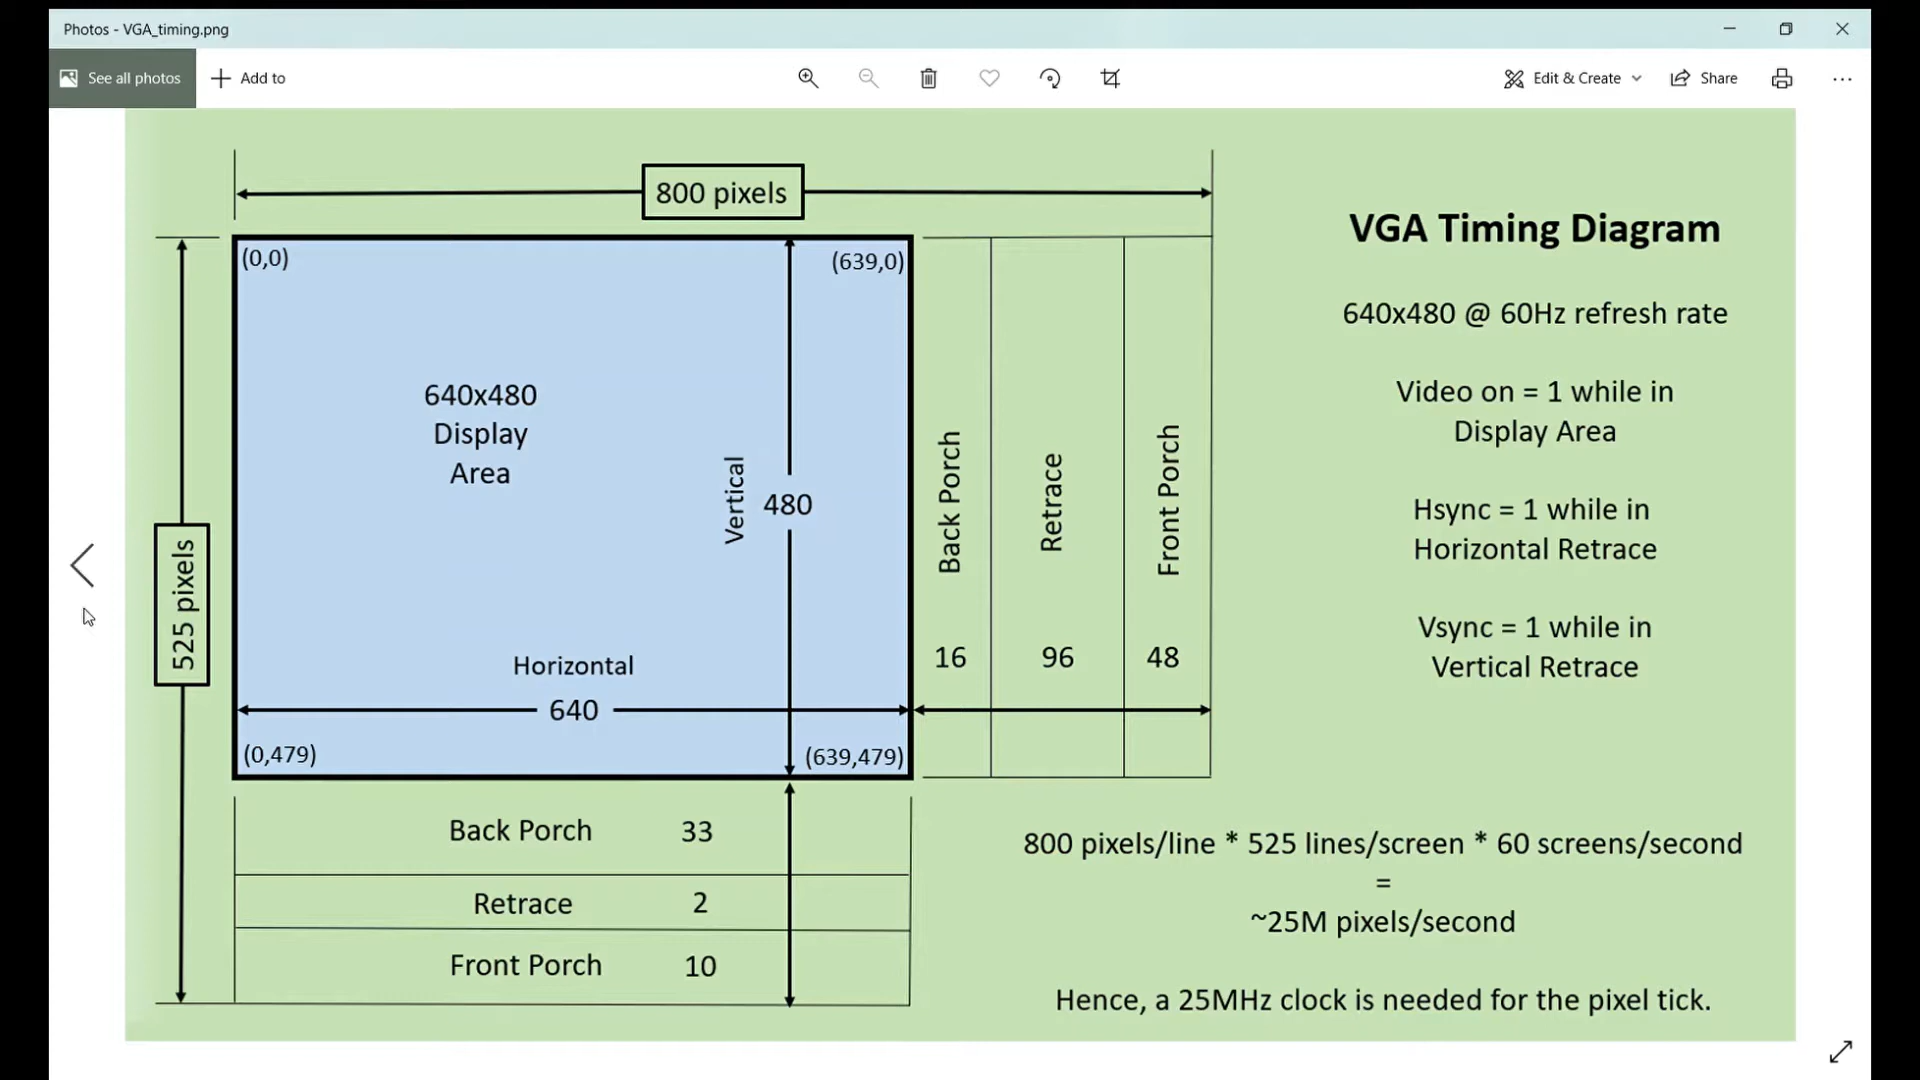 Photos - VGA_timing.png
See all photos
Add to
Edit & Create
Share
800 pixels
VGA Timing Diagram
640x480 @ 60Hz refresh rate
Video on = 1 while in
Display Area
Hsync = 1 while in
Horizontal Retrace
Vsync = 1 while in
Vertical Retrace
(0,0)
(639,0)
640x480
Display
Area
Vertical
480
525 pixels
Horizontal
640
(0,479)
(639,479)
Back Porch
16
Retrace
96
Front Porch
48
Back Porch 33
Retrace 2
Front Porch 10
800 pixels/line * 525 lines/screen * 60 screens/second
=
~25M pixels/second
Hence, a 25MHz clock is needed for the pixel tick.